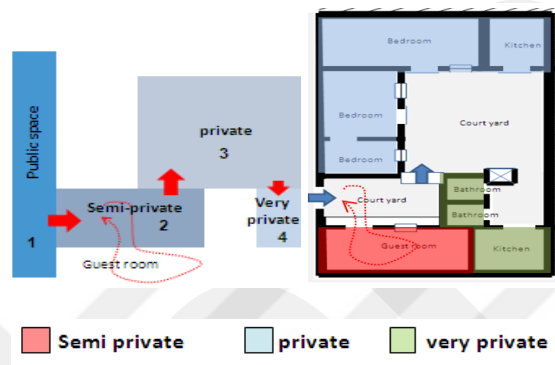 Public space
1
Semi-private
2
private
3
Very
private
4
Guest room
Bedroom
Kitchen
Bedroom
Court yard
Bedroom
Court yard
Bathroom
Bathroom
Guest room
Kitchen
Semi private
private
very private